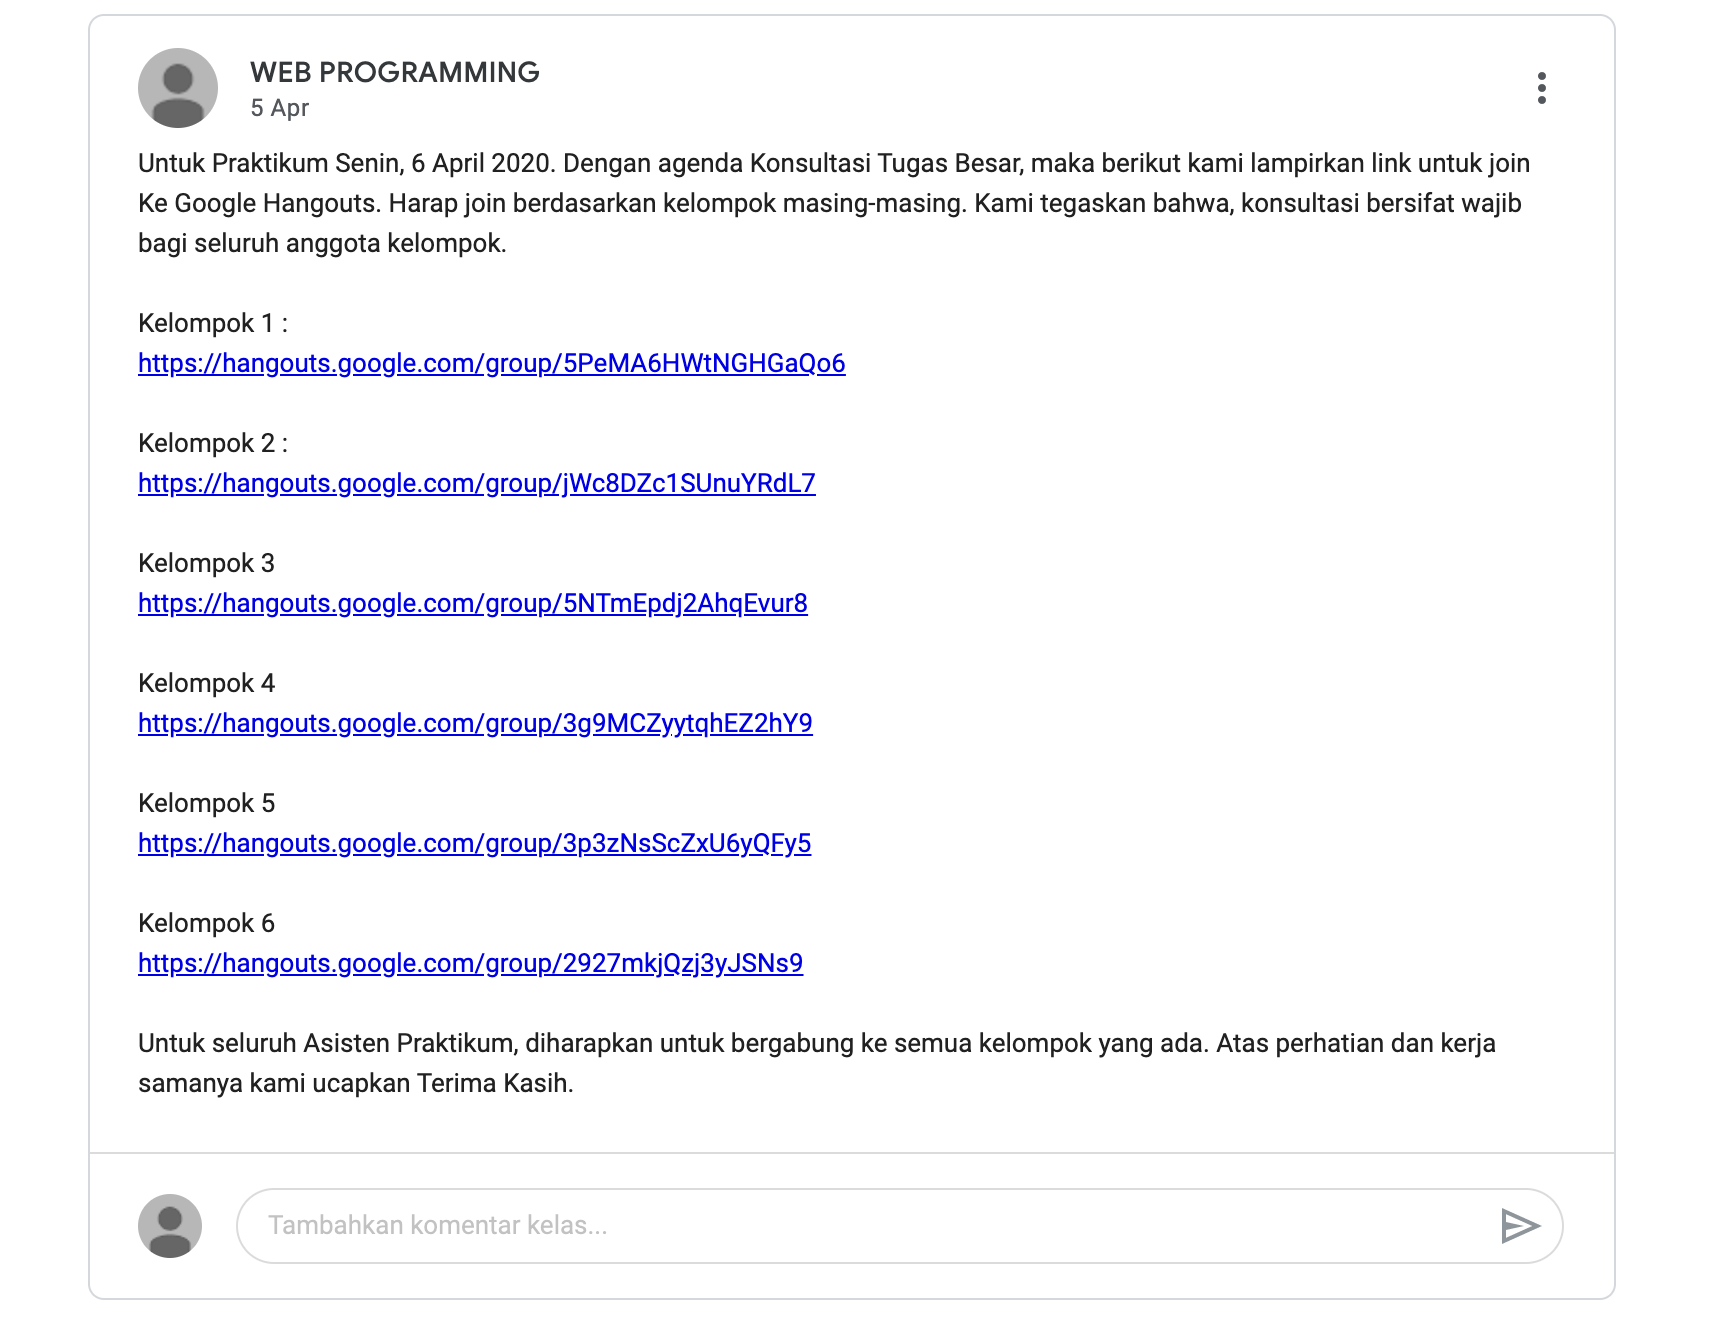 WEB PROGRAMMING
5 Apr
Untuk Praktikum Senin, 6 April 2020. Dengan agenda Konsultasi Tugas Besar, maka berikut kami lampirkan link untuk join
Ke Google Hangouts. Harap join berdasarkan kelompok masing-masing. Kami tegaskan bahwa, konsultasi bersifat wajib
bagi seluruh anggota kelompok.
Kelompok 1 :
https://hangouts.google.com/group/5PeMA6HWtNGHGaQo6
Kelompok 2 :
https://hangouts.google.com/group/jWc8DZc1SUnuYRdL7
Kelompok 3
https://hangouts.google.com/group/5NTmEpdj2AhqEvur8
Kelompok 4
https://hangouts.google.com/group/3g9MCZyytqhEZ2hY9
Kelompok 5
https://hangouts.google.com/group/3p3zNsScZxU6yQFy5
Kelompok 6
https://hangouts.google.com/group/2927mkjQzj3yJSNs9
Untuk seluruh Asisten Praktikum, diharapkan untuk bergabung ke semua kelompok yang ada. Atas perhatian dan kerja
samanya kami ucapkan Terima Kasih.
Tambahkan komentar kelas...